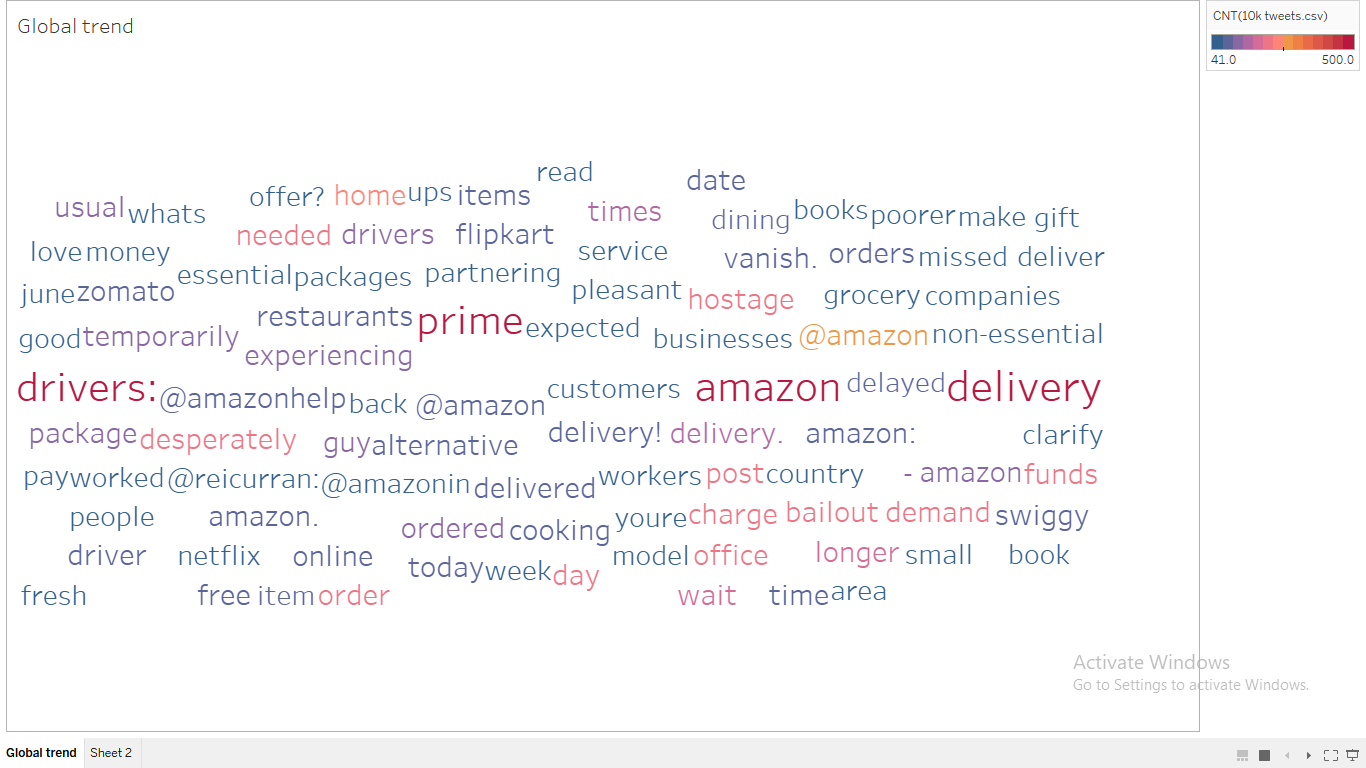 Global trend
CNT(10k tweets.csv)
41.0 500.0
read
usual whats offer? home ups items date
needed drivers flipkart times dining books poorer make gift
love money service vanish. orders missed deliver
june zomato essential packages partnering pleasant hostage grocery companies
good temporarily restaurants prime expected businesses @amazon non-essential
experiencing
drivers: @amazonhelp back @amazon customers amazon delayed delivery
package desperately guy alternative delivery! delivery. amazon: clarify
pay worked @reicurran: @amazonin delivered workers post country - amazon funds
people amazon. ordered cooking youre charge bailout demand swiggy
driver netflix online today week day model office longer small book
fresh free item order wait time area
Activate Windows
Go to Settings to activate Windows.
Global trend Sheet 2